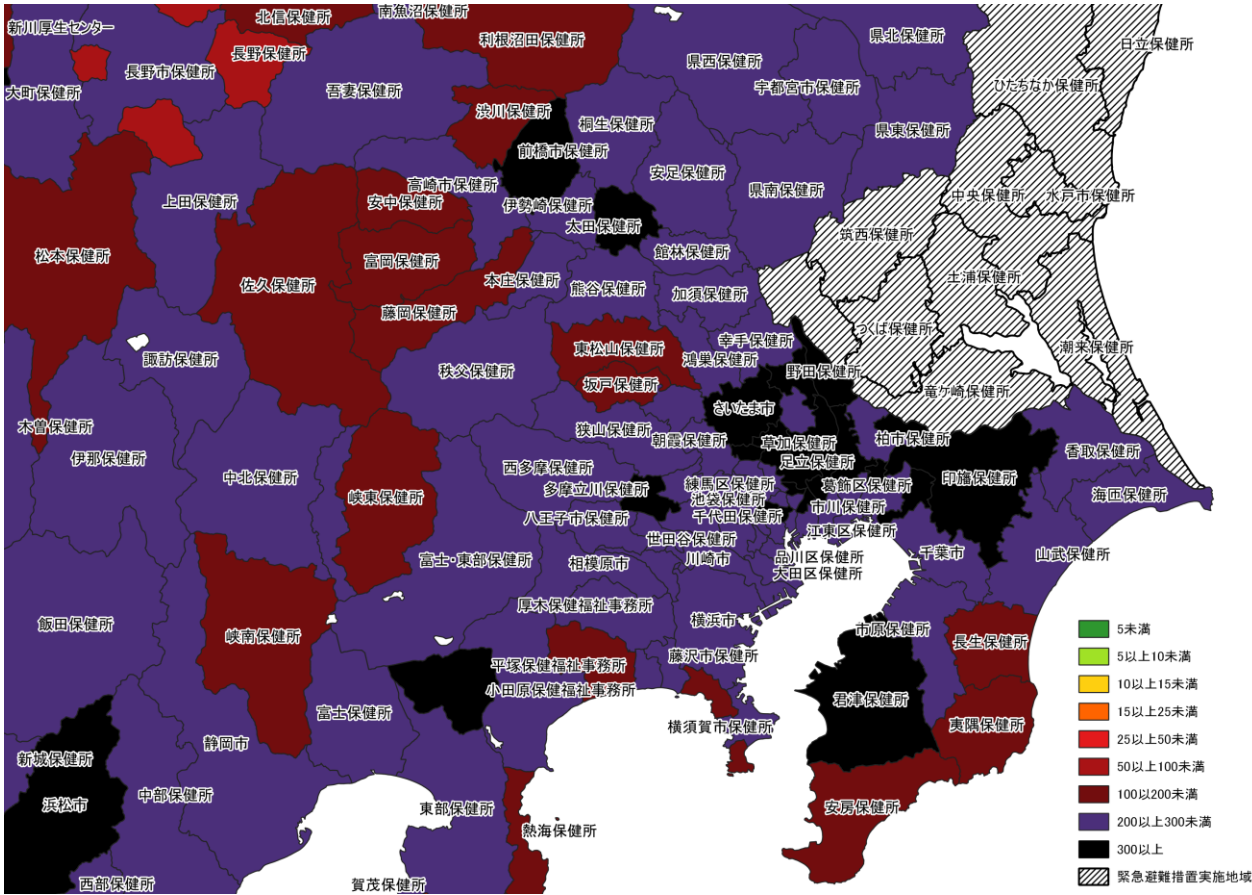 新川厚生センター
北信保健所
南魚沼保健所
利根沼田保健所
県北保健所
日立保健所
長野保健所
長野市保健所
大町保健所
吾妻保健所
県西保健所
宇都宮市保健所
ひたちなか保健所
渋川保健所
桐生保健所
県東保健所
前橋市保健所
安足保健所
上田保健所
高崎市保健所
安中保健所
伊勢崎保健所
太田保健所
県南保健所
中央保健所
水戸市保健所
筑西保健所
松本保健所
富岡保健所
館林保健所
佐久保健所
本庄保健所
熊谷保健所
加須保健所
土浦保健所
藤岡保健所
つくば保健所
幸手保健所
潮来保健所
諏訪保健所
東松山保健所
鴻巣保健所
秩父保健所
野田保健所
坂戸保健所
竜ケ崎保健所
さいたま市
木曽保健所
狭山保健所
朝霞保健所
草加保健所
柏市保健所
香取保健所
伊那保健所
中北保健所
西多摩保健所
足立保健所
峡東保健所
多摩立川保健所
練馬区保健所
葛飾区保健所
印旛保健所
海匝保健所
池袋保健所
市川保健所
八王子市保健所
千代田保健所
江東区保健所
世田谷保健所
富士・東部保健所
相模原市
川崎市
品川区保健所
千葉市
山武保健所
大田区保健所
厚木保健福祉事務所
飯田保健所
横浜市
市原保健所
峡南保健所
長生保健所
藤沢市保健所
平塚保健福祉事務所
小田原保健福祉事務所
君津保健所
富士保健所
横須賀市保健所
夷隅保健所
静岡市
新城保健所
中部保健所
浜松市
東部保健所
安房保健所
熱海保健所
西部保健所
賀茂保健所
5未満
5以上10未満
10以上15未満
15以上25未満
25以上50未満
50以上100未満
100以200未満
200以上300未満
300以上
緊急避難措置実施地域